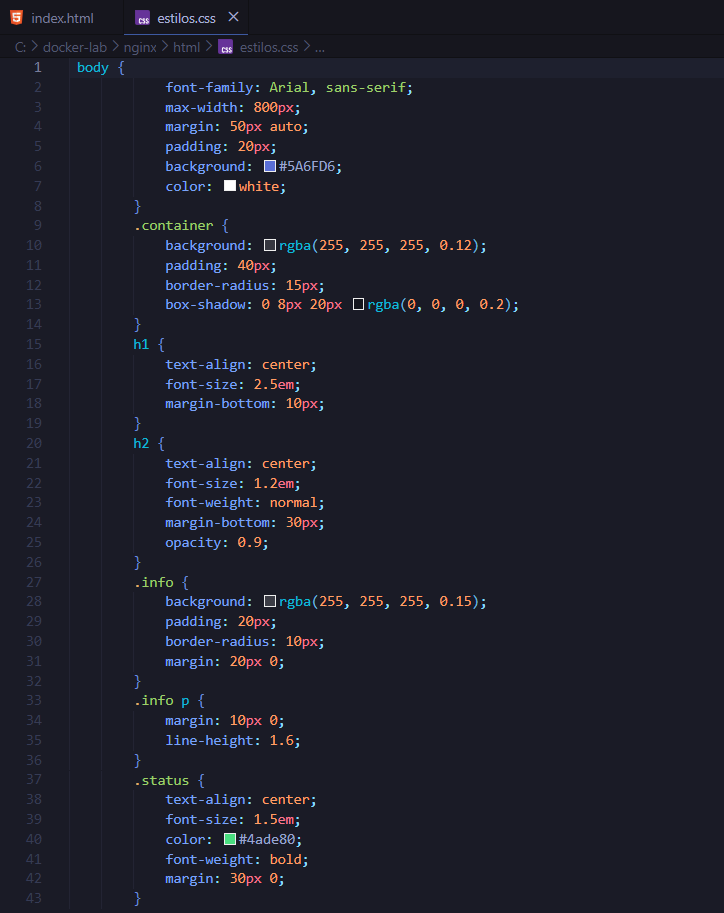 index.html estilos.css
C: > docker-lab > nginx > html > estilos.css > ...
1 body {
2 font-family: Arial, sans-serif;
3 max-width: 800px;
4 margin: 50px auto;
5 padding: 20px;
6 background: #5A6FD6;
7 color: white;
8 }
9 .container {
10 background: rgba(255, 255, 255, 0.12);
11 padding: 40px;
12 border-radius: 15px;
13 box-shadow: 0 8px 20px rgba(0, 0, 0, 0.2);
14 }
15 h1 {
16 text-align: center;
17 font-size: 2.5em;
18 margin-bottom: 10px;
19 }
20 h2 {
21 text-align: center;
22 font-size: 1.2em;
23 font-weight: normal;
24 margin-bottom: 30px;
25 opacity: 0.9;
26 }
27 .info {
28 background: rgba(255, 255, 255, 0.15);
29 padding: 20px;
30 border-radius: 10px;
31 margin: 20px 0;
32 }
33 .info p {
34 margin: 10px 0;
35 line-height: 1.6;
36 }
37 .status {
38 text-align: center;
39 font-size: 1.5em;
40 color: #4ade80;
41 font-weight: bold;
42 margin: 30px 0;
43 }